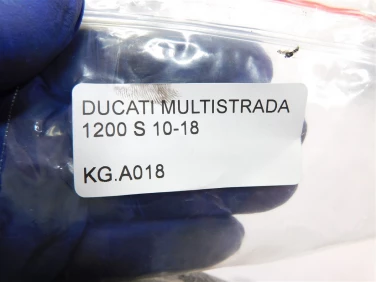 DUCATI MULTISTRADA
1200 S 10-18
KG.A018